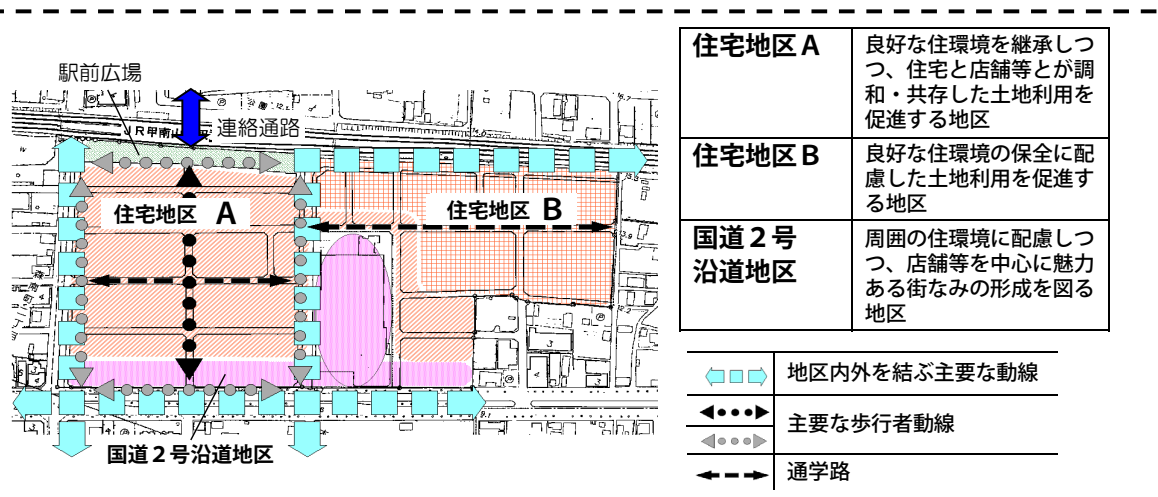 駅前広場
JR甲南山
連絡通路
住宅地区 A
住宅地区 B
国道2号沿道地区
住宅地区A
良好な住環境を継承しつ
つ、住宅と店舗等とが調
和・共存した土地利用を
促進する地区
住宅地区B
良好な住環境の保全に配
慮した土地利用を促進す
る地区
国道2号
沿道地区
周囲の住環境に配慮しつ
つ、店舗等を中心に魅力
ある街なみの形成を図る
地区
地区内外を結ぶ主要な動線
主要な歩行者動線
通学路